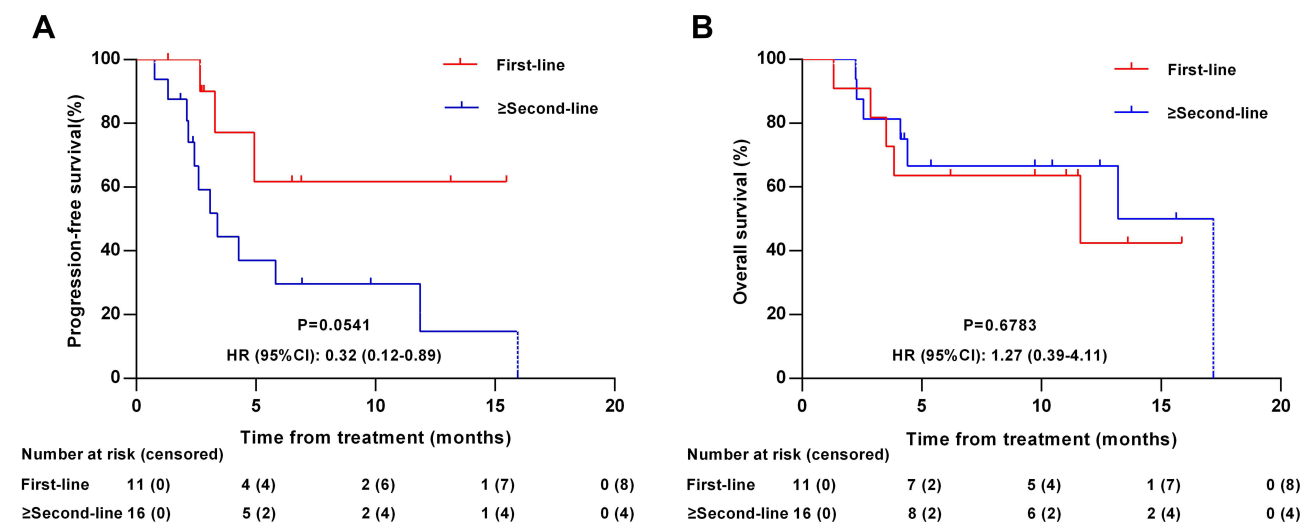 A
100
80
60
40
20
0
Progression-free survival(%)
First-line
≥Second-line
P=0.0541
HR (95%CI): 0.32 (0.12-0.89)
0 5 10 15 20
Time from treatment (months)
Number at risk (censored)
First-line 11 (0) 4 (4) 2 (6) 1 (7) 0 (8)
≥Second-line 16 (0) 5 (2) 2 (4) 1 (4) 0 (4)
B
100
80
60
40
20
0
Overall survival (%)
First-line
≥Second-line
P=0.6783
HR (95%CI): 1.27 (0.39-4.11)
0 5 10 15 20
Time from treatment (months)
Number at risk (censored)
First-line 11 (0) 7 (2) 5 (4) 1 (7) 0 (8)
≥Second-line 16 (0) 8 (2) 6 (2) 2 (4) 0 (4)